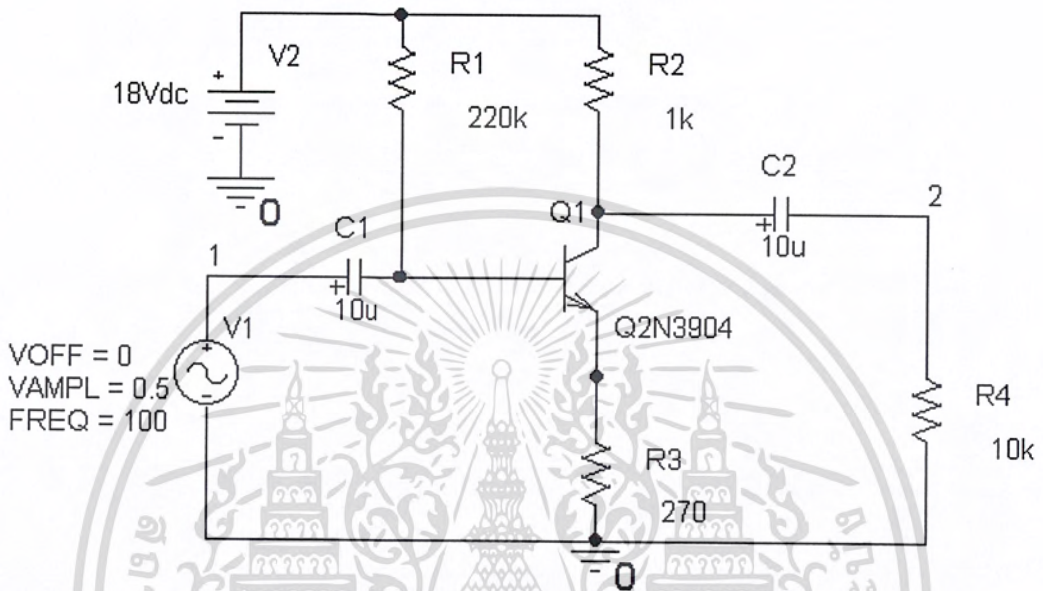 V2
18Vdc
0
R1
220k
R2
1k
C2
10u
2
Q1
C1
10u
1
Q2N3904
V1
VOFF = 0
VAMPL = 0.5
FREQ = 100
R4
10k
R3
270
0